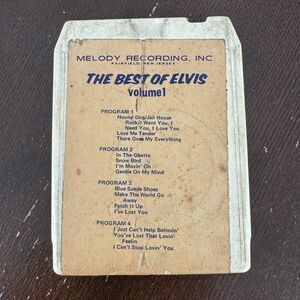 MELODY RECORDING, INC.
FAIRFIELD, NEW JERSEY
THE BEST OF ELVIS
volume1
PROGRAM 1
Hound Dog/Jail House
Rock/I Want You, I
Need You, I Love You
Love Me Tender
There Goes My Everything
PROGRAM 2
In The Ghetto
Snow Bird
I'm Movin' On
Gentle On My Mind
PROGRAM 3
Blue Suede Shoes
Make The World Go
Away
Patch It Up
I've Lost You
PROGRAM 4
I Just Can't Help Believin'
You've Lost That Lovin'
Feelin
I Can't Stop Lovin' You